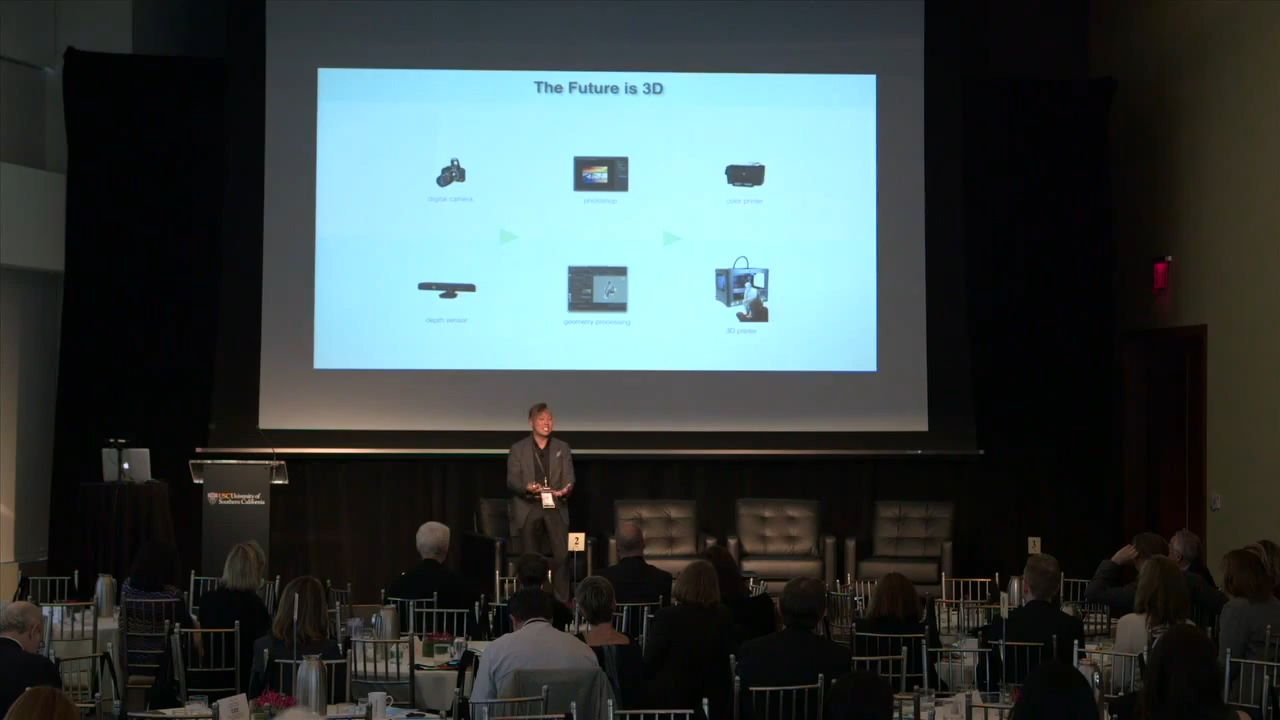 The Future is 3D
digital camera
photoshop
color printer
depth sensor
geometry processing
3D printer
USC University of
Southern California
2